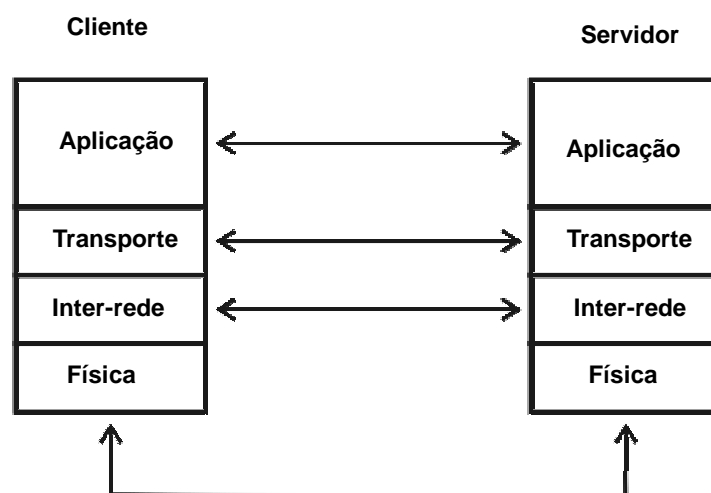 Cliente
Servidor
Aplicação
Aplicação
Transporte
Transporte
Inter-rede
Inter-rede
Física
Física